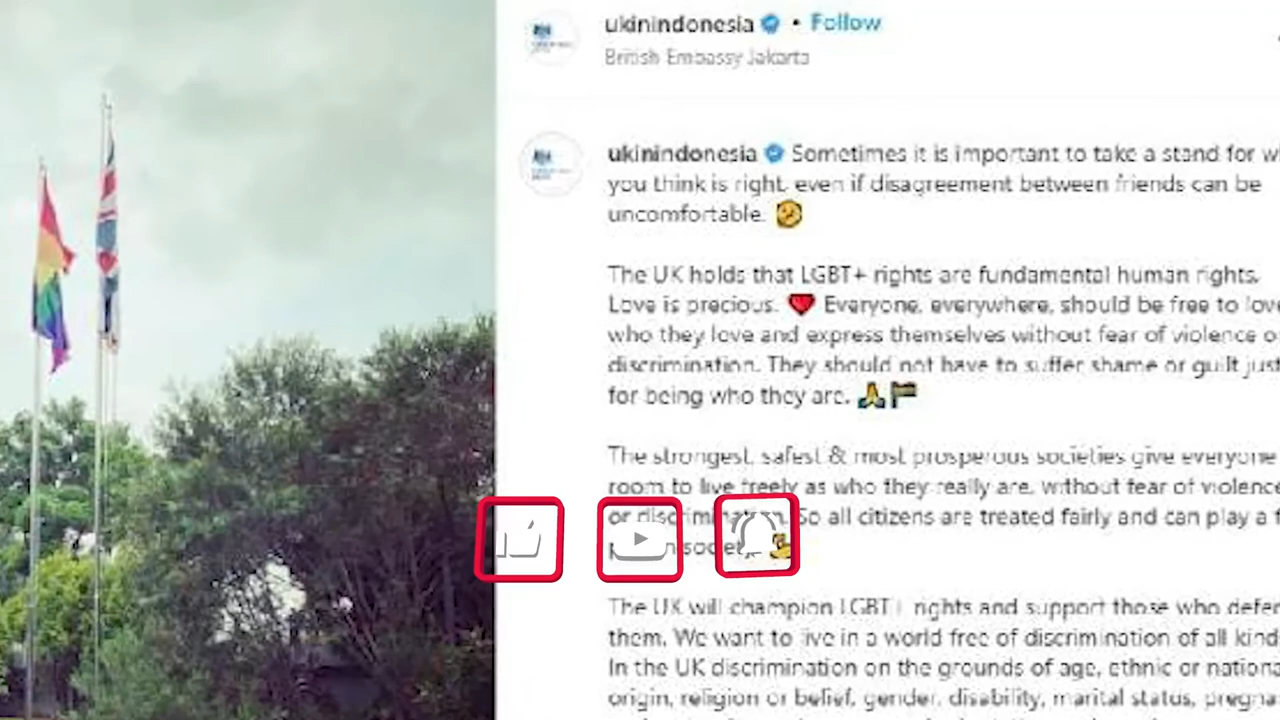 ukinindonesia • Follow
British Embassy Jakarta
ukinindonesia Sometimes it is important to take a stand for
you think is right, even if disagreement between friends can be
uncomfortable.
The UK holds that LGBT+ rights are fundamental human rights.
Love is precious. ❤️ Everyone, everywhere, should be free to
who they love and express themselves without fear of violence
discrimination. They should not have to suffer shame or guilt just
for being who they are.
The strongest, safest & most prosperous societies give everyone
room to live freely as who they really are, without fear of violence
or discrimination. So all citizens are treated fairly and can play a
The UK will champion LGBT+ rights and support those who
them. We want to live in a world free of discrimination of all
In the UK discrimination on the grounds of age, ethnic or
origin, religion or belief, gender, disability, marital status,